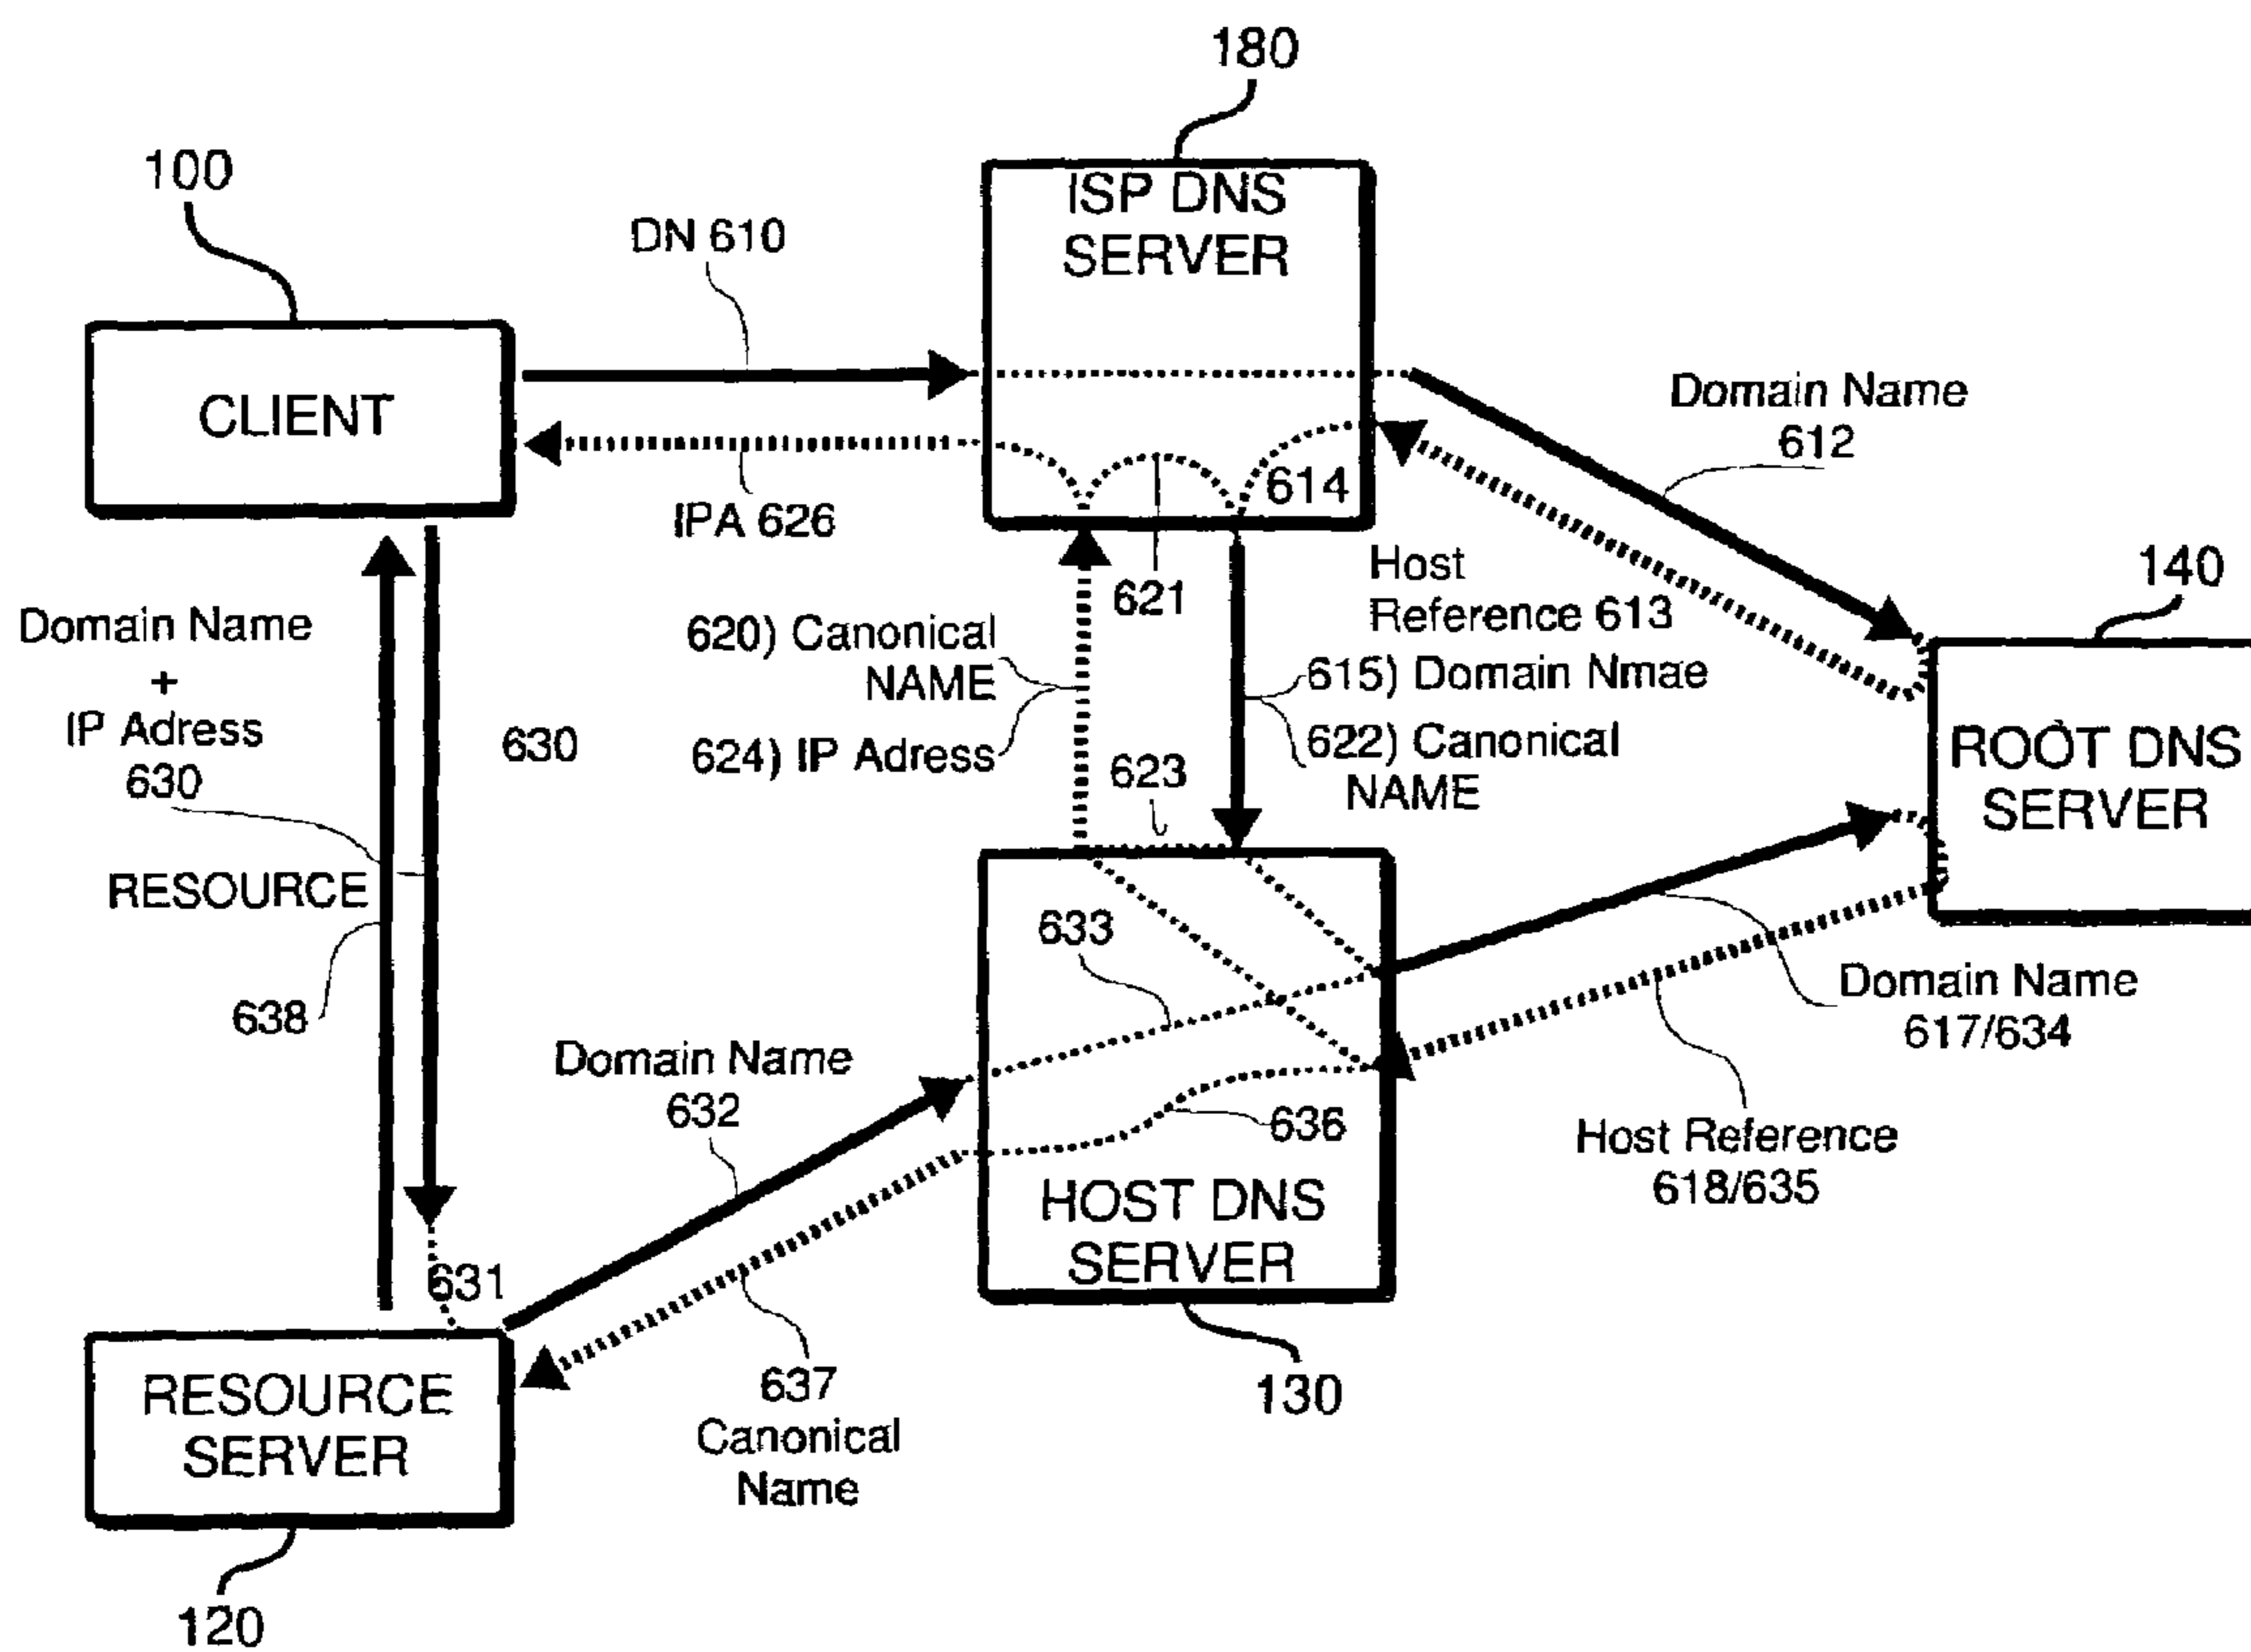 180
100
ISP DNS
SERVER
DN 610
CLIENT
Domain Name
612
614
IPA 626
Host
Reference 613
140
621
Domain Name
+
IP Adress
630
620) Canonical
NAME
615) Domain Nmae
630
624) IP Adress
622) Canonical
NAME
623
ROOT DNS
SERVER
RESOURCE
633
638
Domain Name
617/634
Domain Name
632
636
Host Reference
618/635
HOST DNS
SERVER
631
637
Canonical
Name
130
RESOURCE
SERVER
120